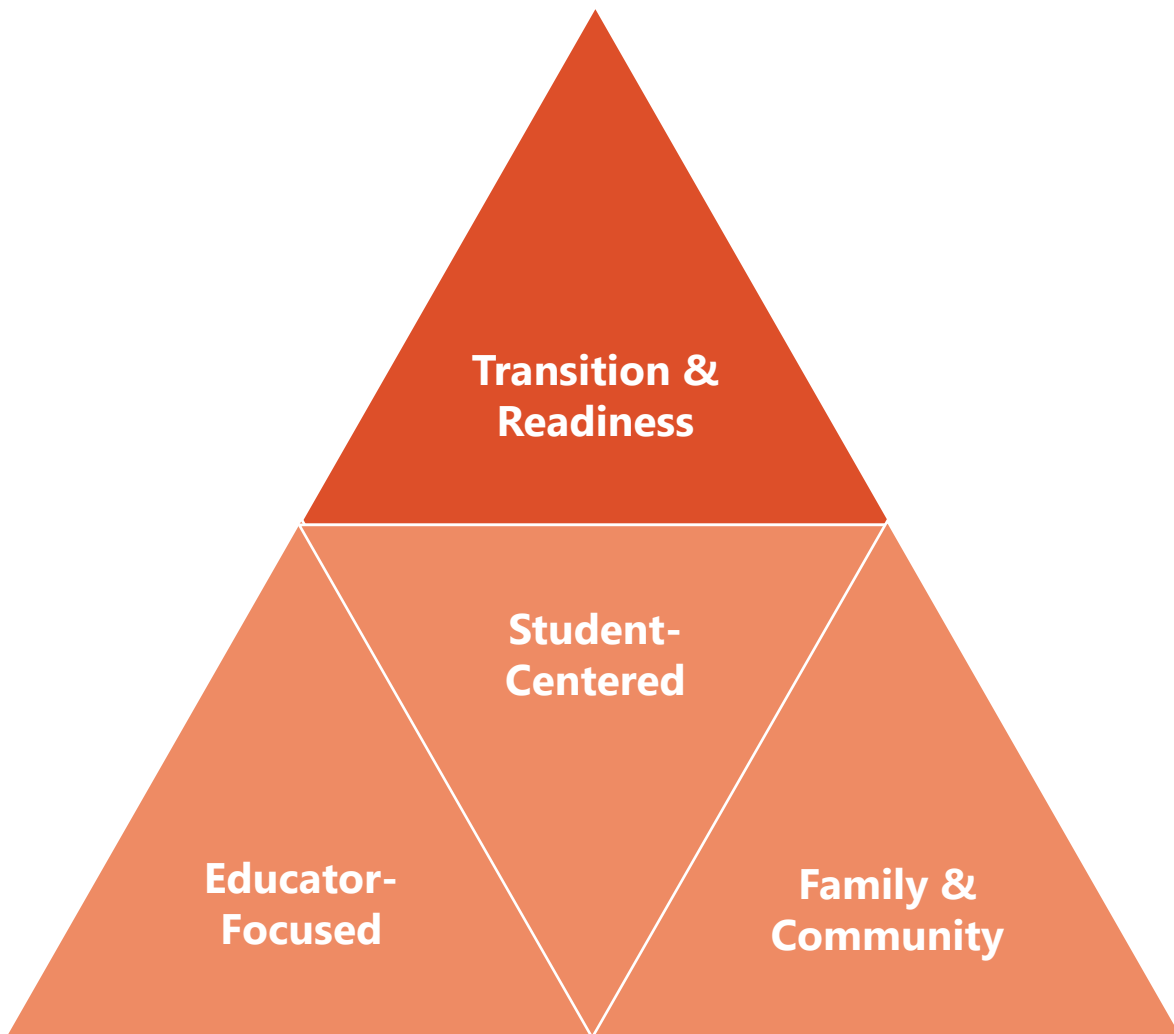 Transition &
Readiness
Student-
Centered
Educator-
Focused
Family &
Community